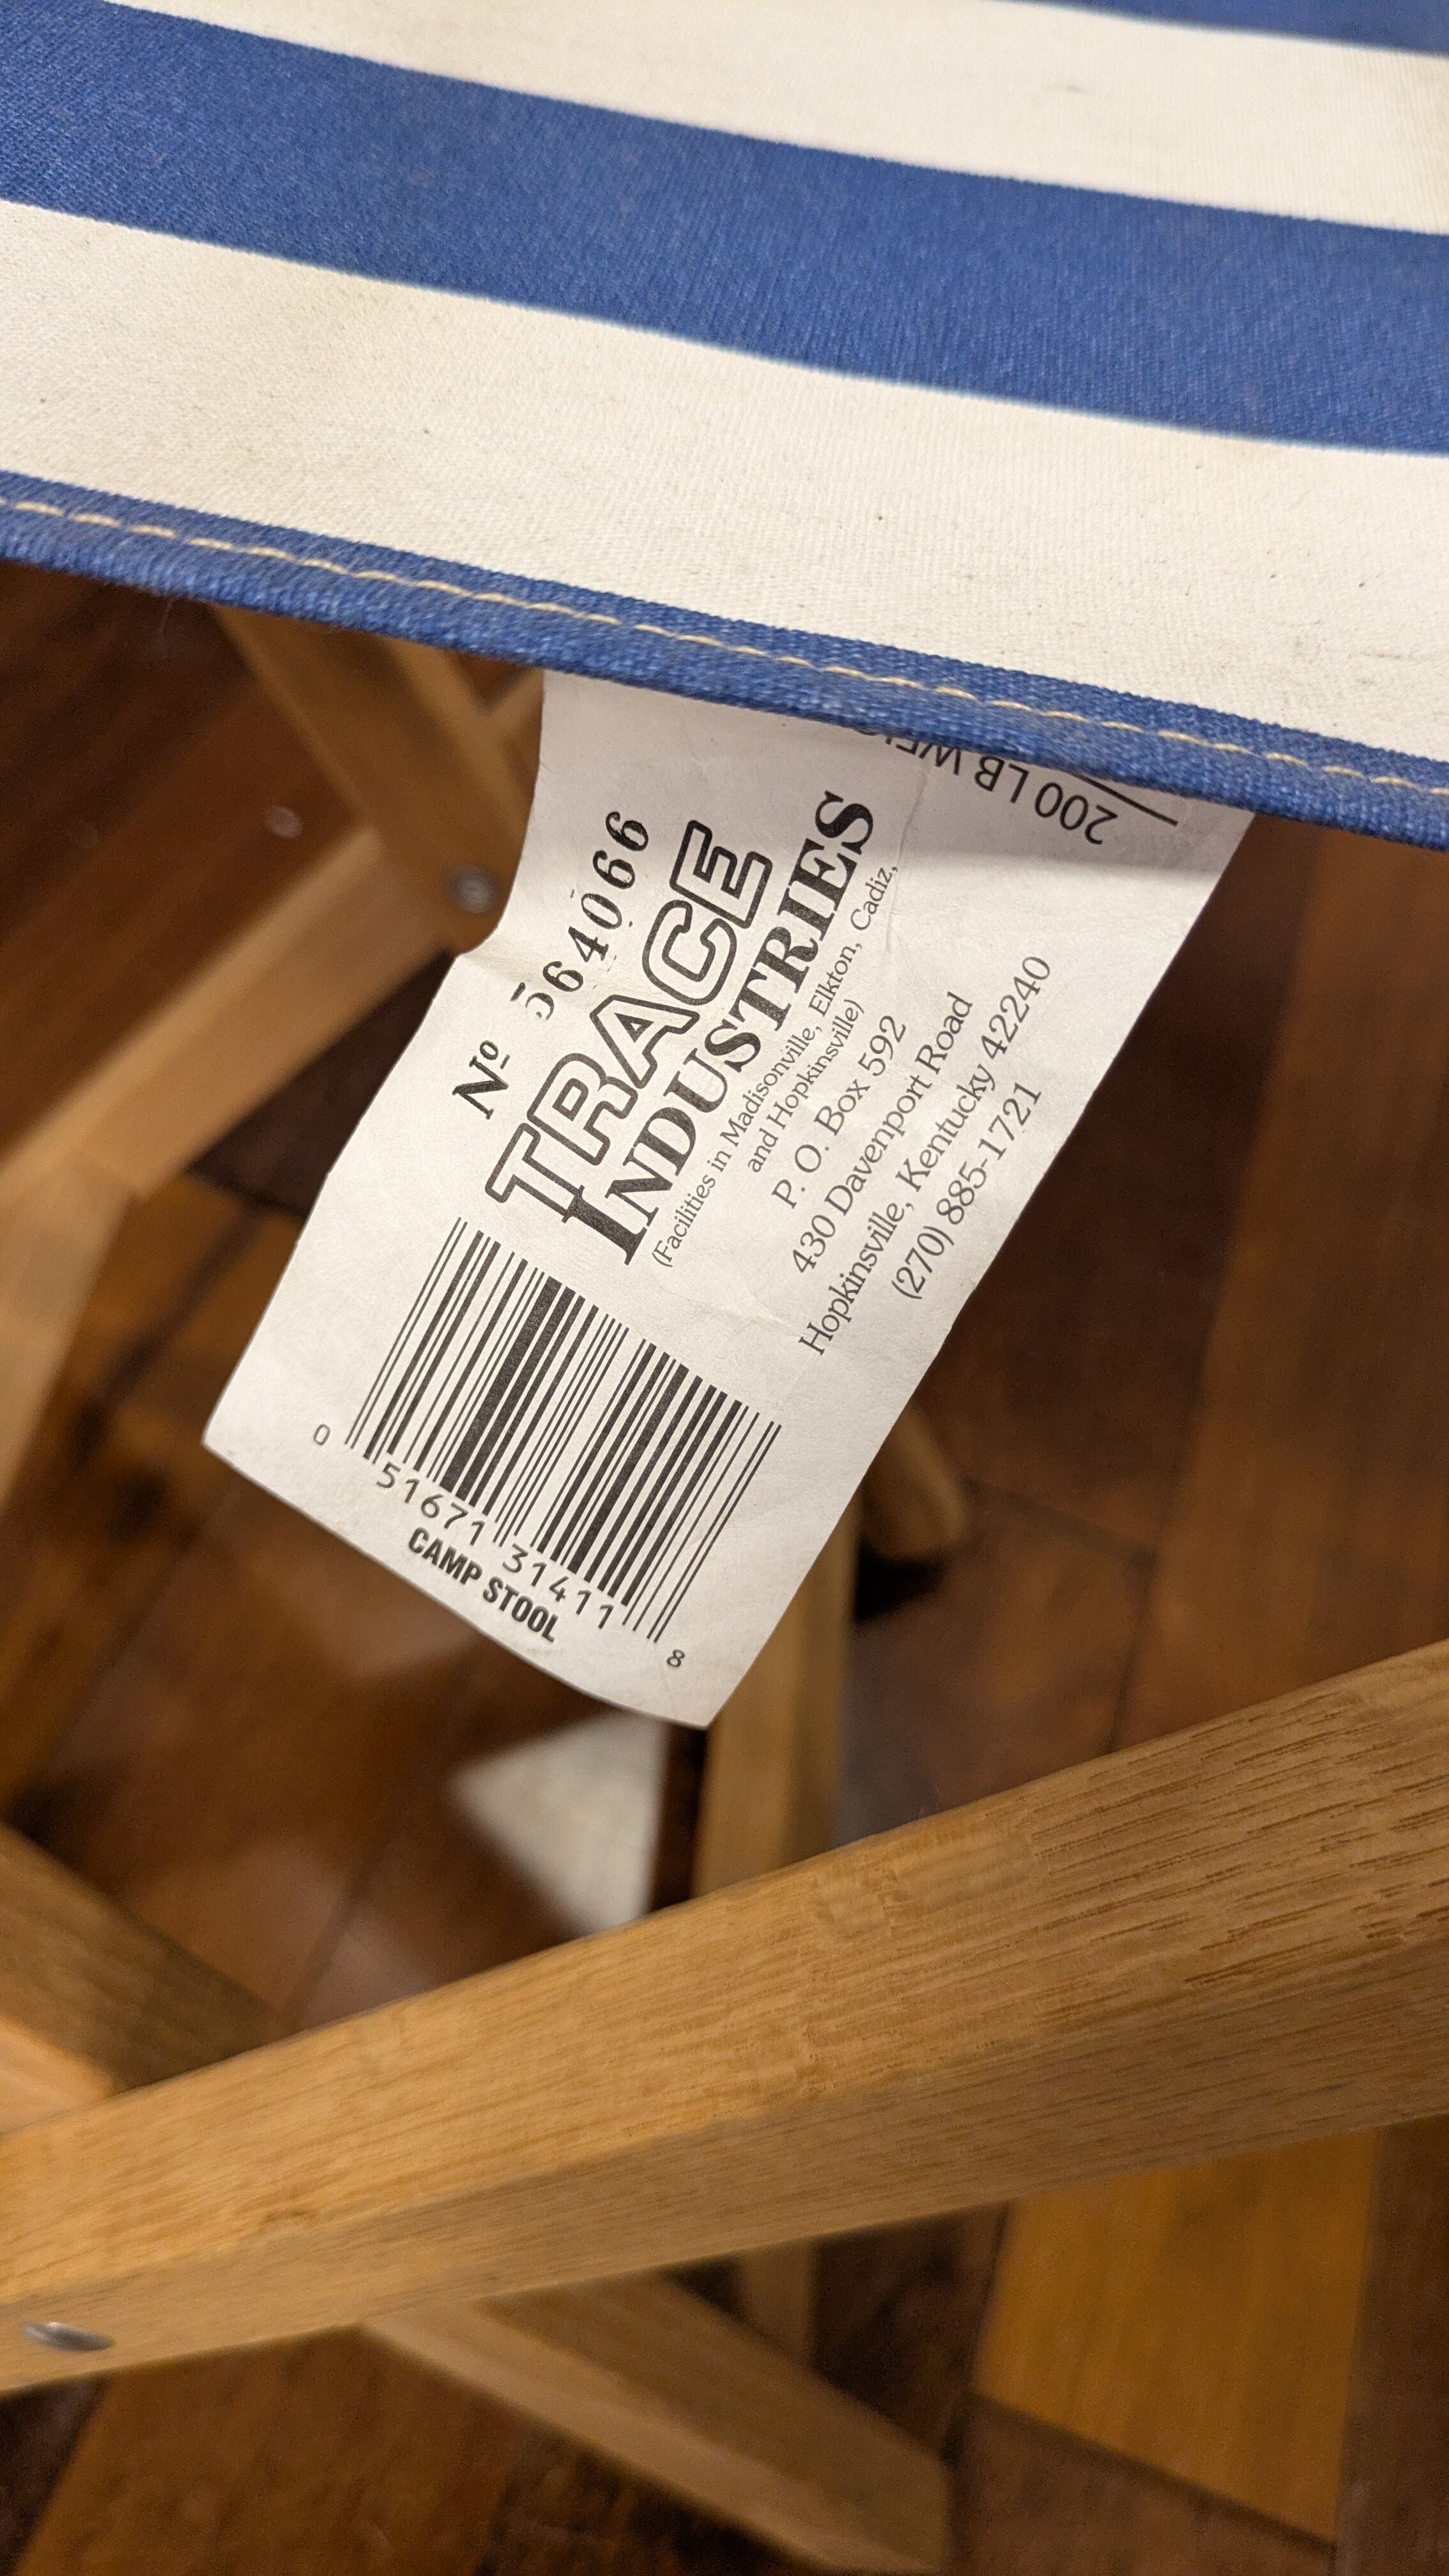 Nº 564066
TRACE
INDUSTRIES
(Facilities in Madisonville, Elkton, Cadiz,
and Hopkinsville)
P. O. Box 592
430 Davenport Road
Hopkinsville, Kentucky 42240
(270) 885-1721
0 51671 31411 8
CAMP STOOL
200 LB